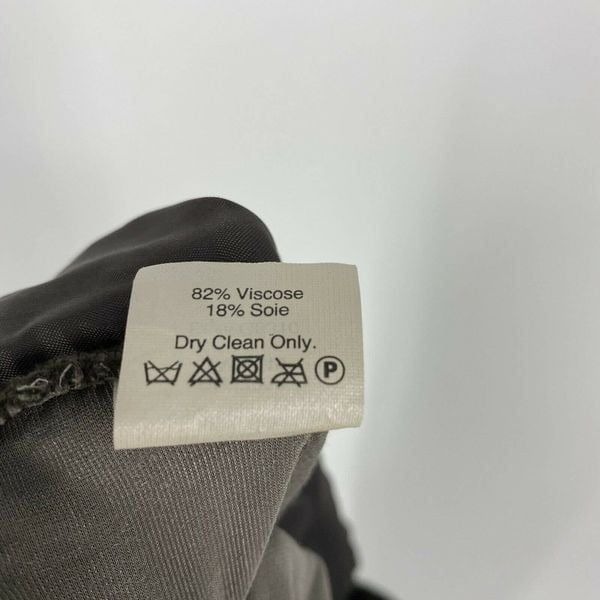 82% Viscose
18% Soie
Dry Clean Only.
P